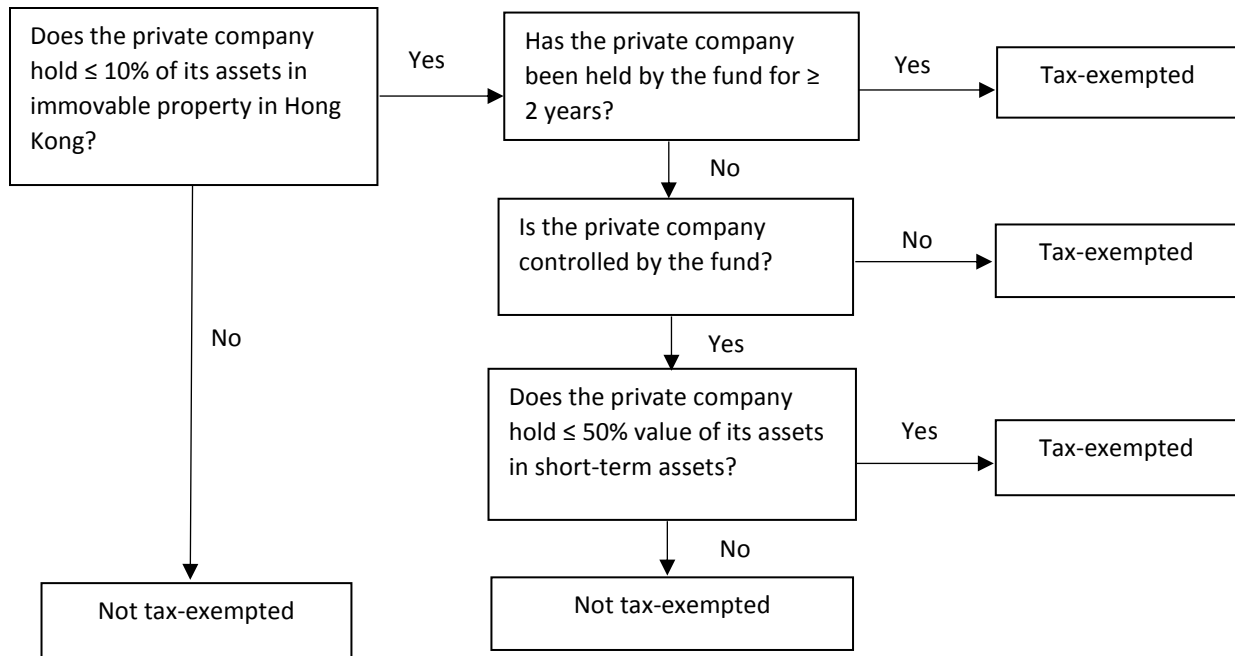 Does the private company
hold ≤ 10% of its assets in
immovable property in Hong
Kong?
Yes
Has the private company
been held by the fund for ≥
2 years?
Yes
Tax-exempted
No
Is the private company
controlled by the fund?
No
Tax-exempted
No
Yes
Does the private company
hold ≤ 50% value of its assets
in short-term assets?
Yes
Tax-exempted
No
Not tax-exempted
Not tax-exempted